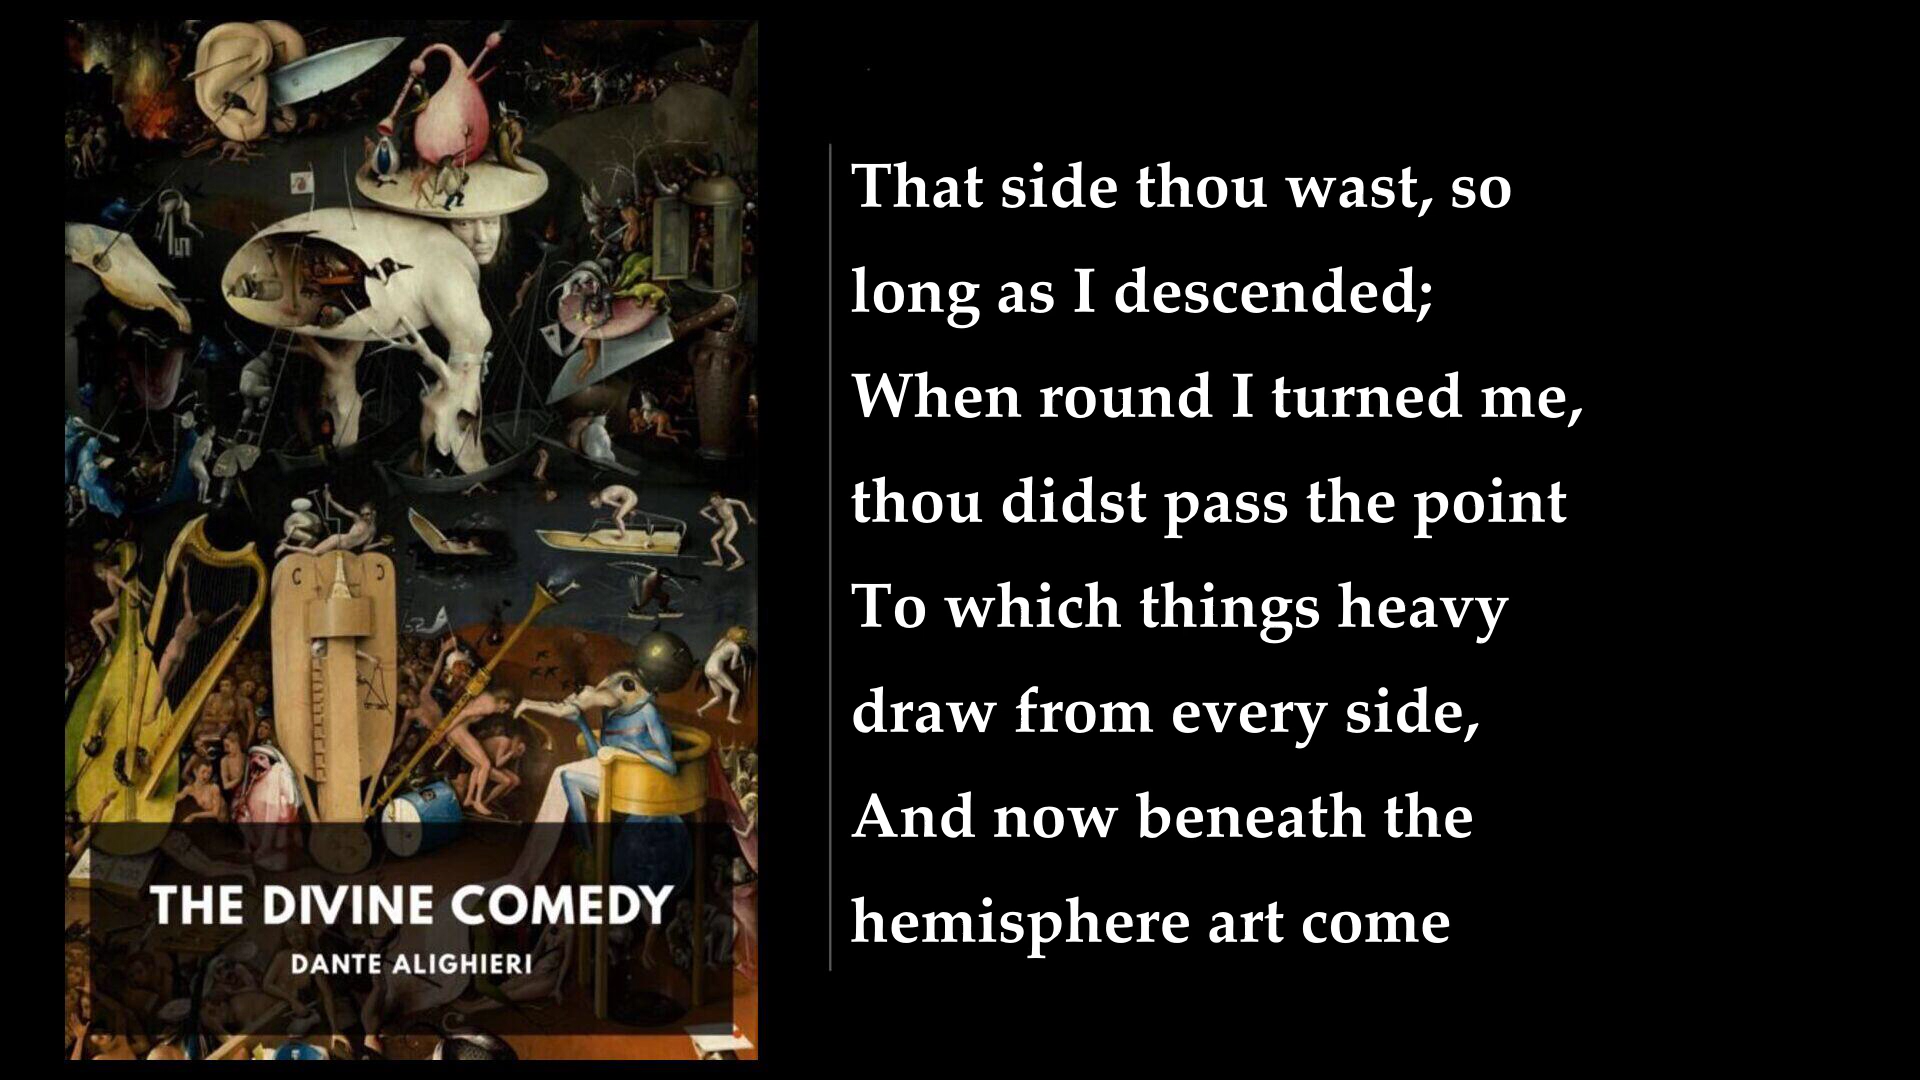 THE DIVINE COMEDY
DANTE ALIGHIERI
That side thou wast, so
long as I descended;
When round I turned me,
thou didst pass the point
To which things heavy
draw from every side,
And now beneath the
hemisphere art come